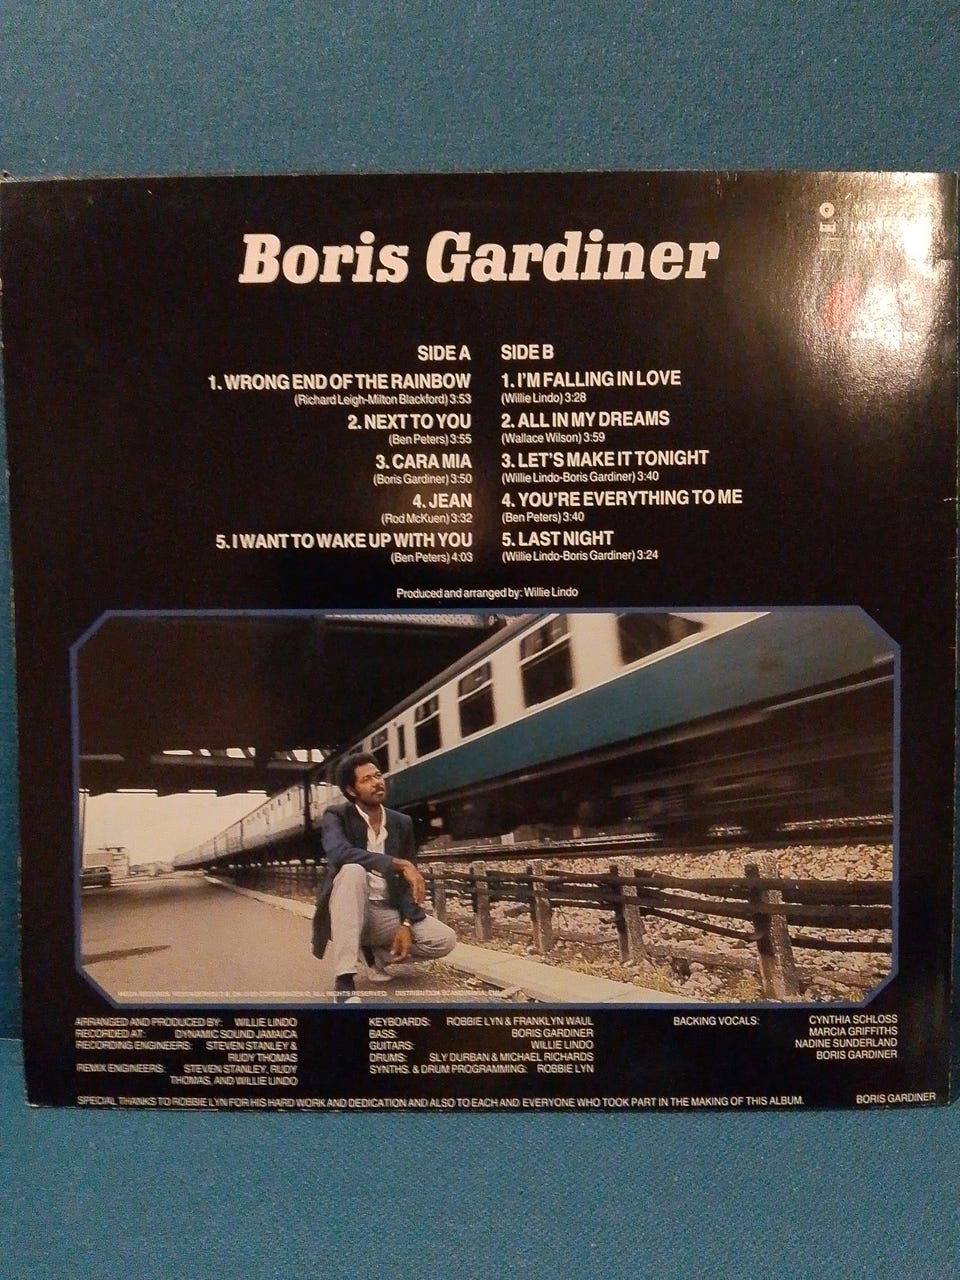 Boris Gardiner
SIDE A
1. WRONG END OF THE RAINBOW
(Richard Leigh-Milton Blackford) 3:53
2. NEXT TO YOU
(Ben Peters) 3:55
3. CARA MIA
(Boris Gardiner) 3:50
4. JEAN
(Rod McKuen) 3:32
5. I WANT TO WAKE UP WITH YOU
(Ben Peters) 4:03
SIDE B
1. I'M FALLING IN LOVE
(Willie Lindo) 3:28
2. ALL IN MY DREAMS
(Wallace Wilson) 3:59
3. LET'S MAKE IT TONIGHT
(Willie Lindo-Boris Gardiner) 3:40
4. YOU'RE EVERYTHING TO ME
(Ben Peters) 3:40
5. LAST NIGHT
(Willie Lindo-Boris Gardiner) 3:24
Produced and arranged by: Willie Lindo
ALL RIGHTS RESERVED.
ARRANGED AND PRODUCED BY: WILLIE LINDO
RECORDED AT: DYNAMIC SOUND JAMAICA
RECORDING ENGINEERS: STEVEN STANLEY &
RUDY THOMAS
REMIX ENGINEERS: STEVEN STANLEY, RUDY
THOMAS, AND WILLIE LINDO
KEYBOARDS: ROBBIE LYN & FRANKLYN WAUL
BASS: BORIS GARDINER
GUITARS: WILLIE LINDO
DRUMS: SLY DURBAN & MICHAEL RICHARDS
SYNTHS. & DRUM PROGRAMMING: ROBBIE LYN
BACKING VOCALS: CYNTHIA SCHLOSS
MARCIA GRIFFITHS
NADINE SUNDERLAND
BORIS GARDINER
SPECIAL THANKS TO ROBBIE LYN FOR HIS HARD WORK AND DEDICATION AND ALSO TO EACH AND EVERYONE WHO TOOK PART IN THE MAKING OF THIS ALBUM. BORIS GARDINER